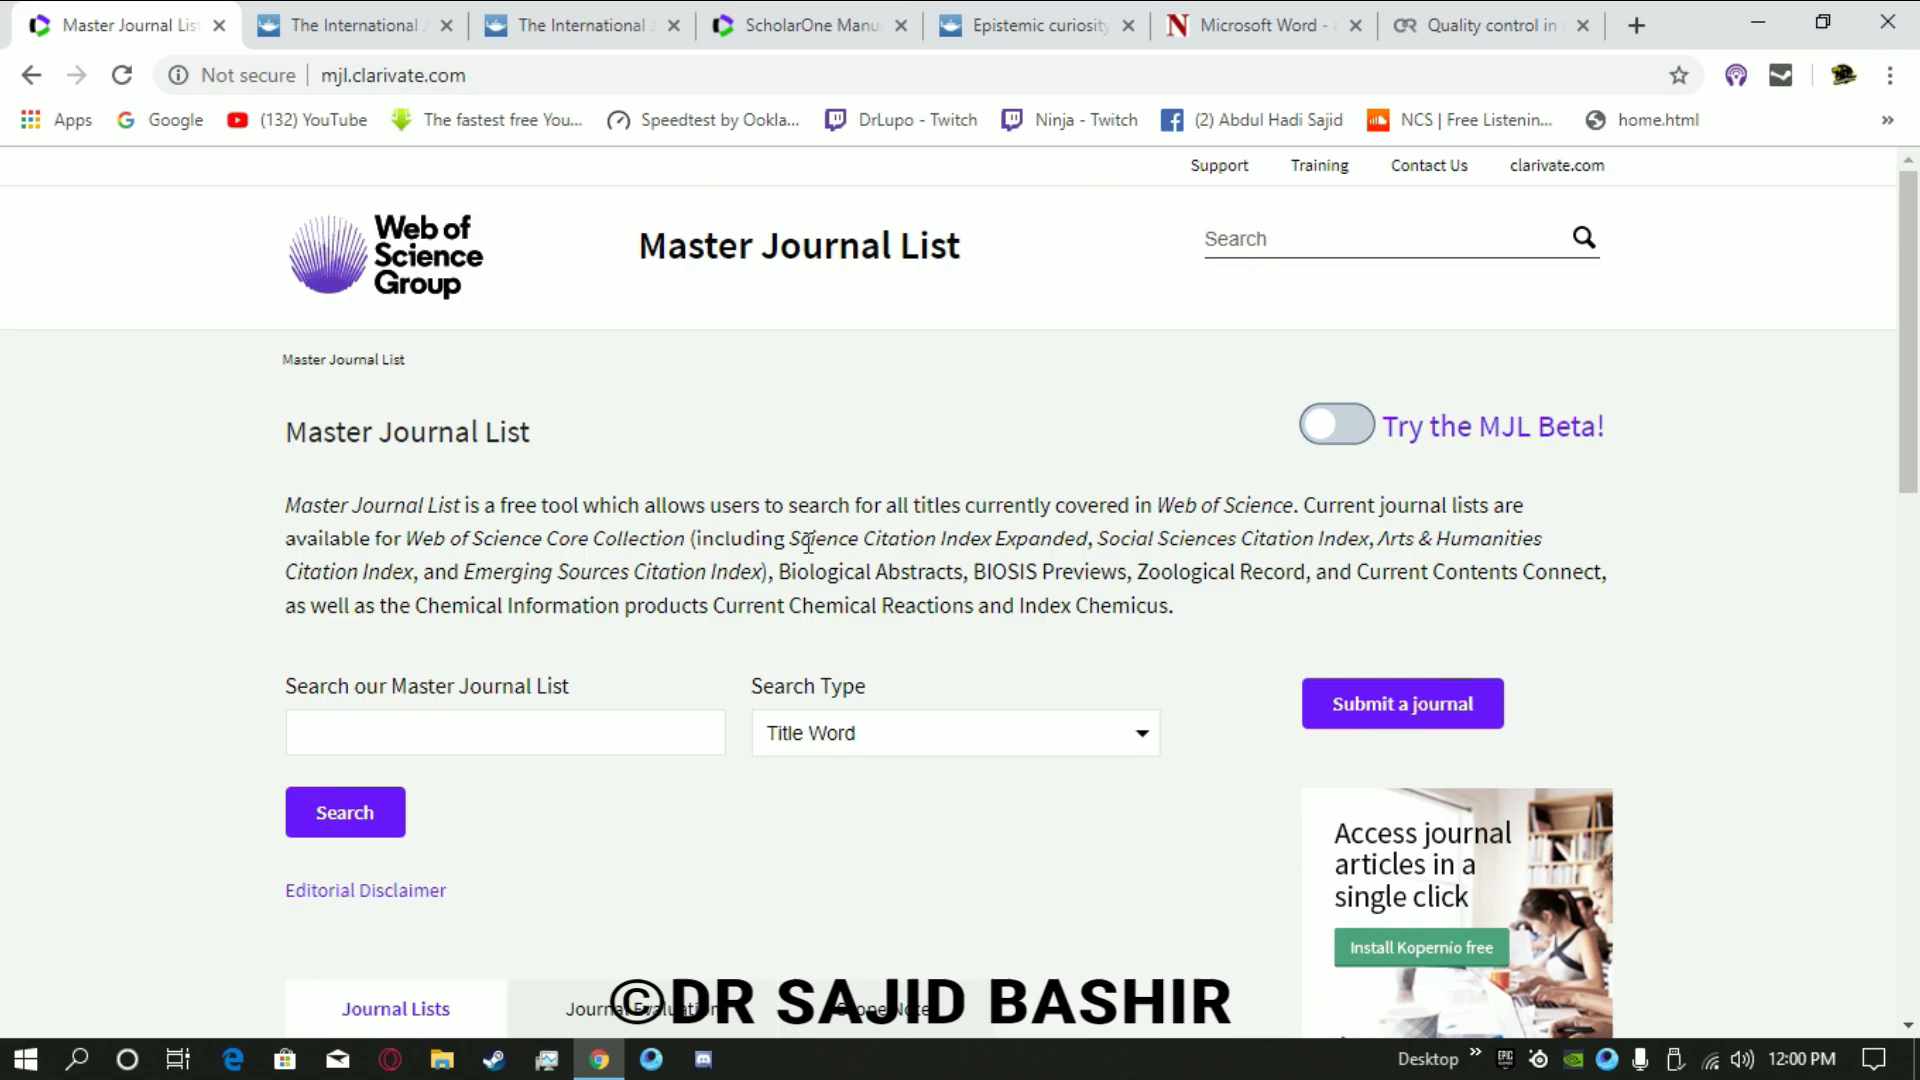 Master Journal Lis
The International J
The International J
ScholarOne Manu
Epistemic curiosity
Microsoft Word - a
Quality control in
Not secure
mjl.clarivate.com
Apps
Google
(132) YouTube
The fastest free You...
Speedtest by Ookla...
DrLupo - Twitch
Ninja - Twitch
(2) Abdul Hadi Sajid
NCS | Free Listenin...
home.html
»
Support
Training
Contact Us
clarivate.com
Web of
Science
Group
Master Journal List
Search
Master Journal List
Master Journal List
Try the MJL Beta!
Master Journal List is a free tool which allows users to search for all titles currently covered in Web of Science. Current journal lists are
available for Web of Science Core Collection (including Science Citation Index Expanded, Social Sciences Citation Index, Arts & Humanities
Citation Index, and Emerging Sources Citation Index), Biological Abstracts, BIOSIS Previews, Zoological Record, and Current Contents Connect,
as well as the Chemical Information products Current Chemical Reactions and Index Chemicus.
Search our Master Journal List
Search Type
Title Word
Submit a journal
Search
Editorial Disclaimer
Access journal
articles in a
single click
Install Kopernio free
Journal Lists
Journal Evaluation
©DR SAJID BASHIR
Desktop
»
EPIC
12:00 PM